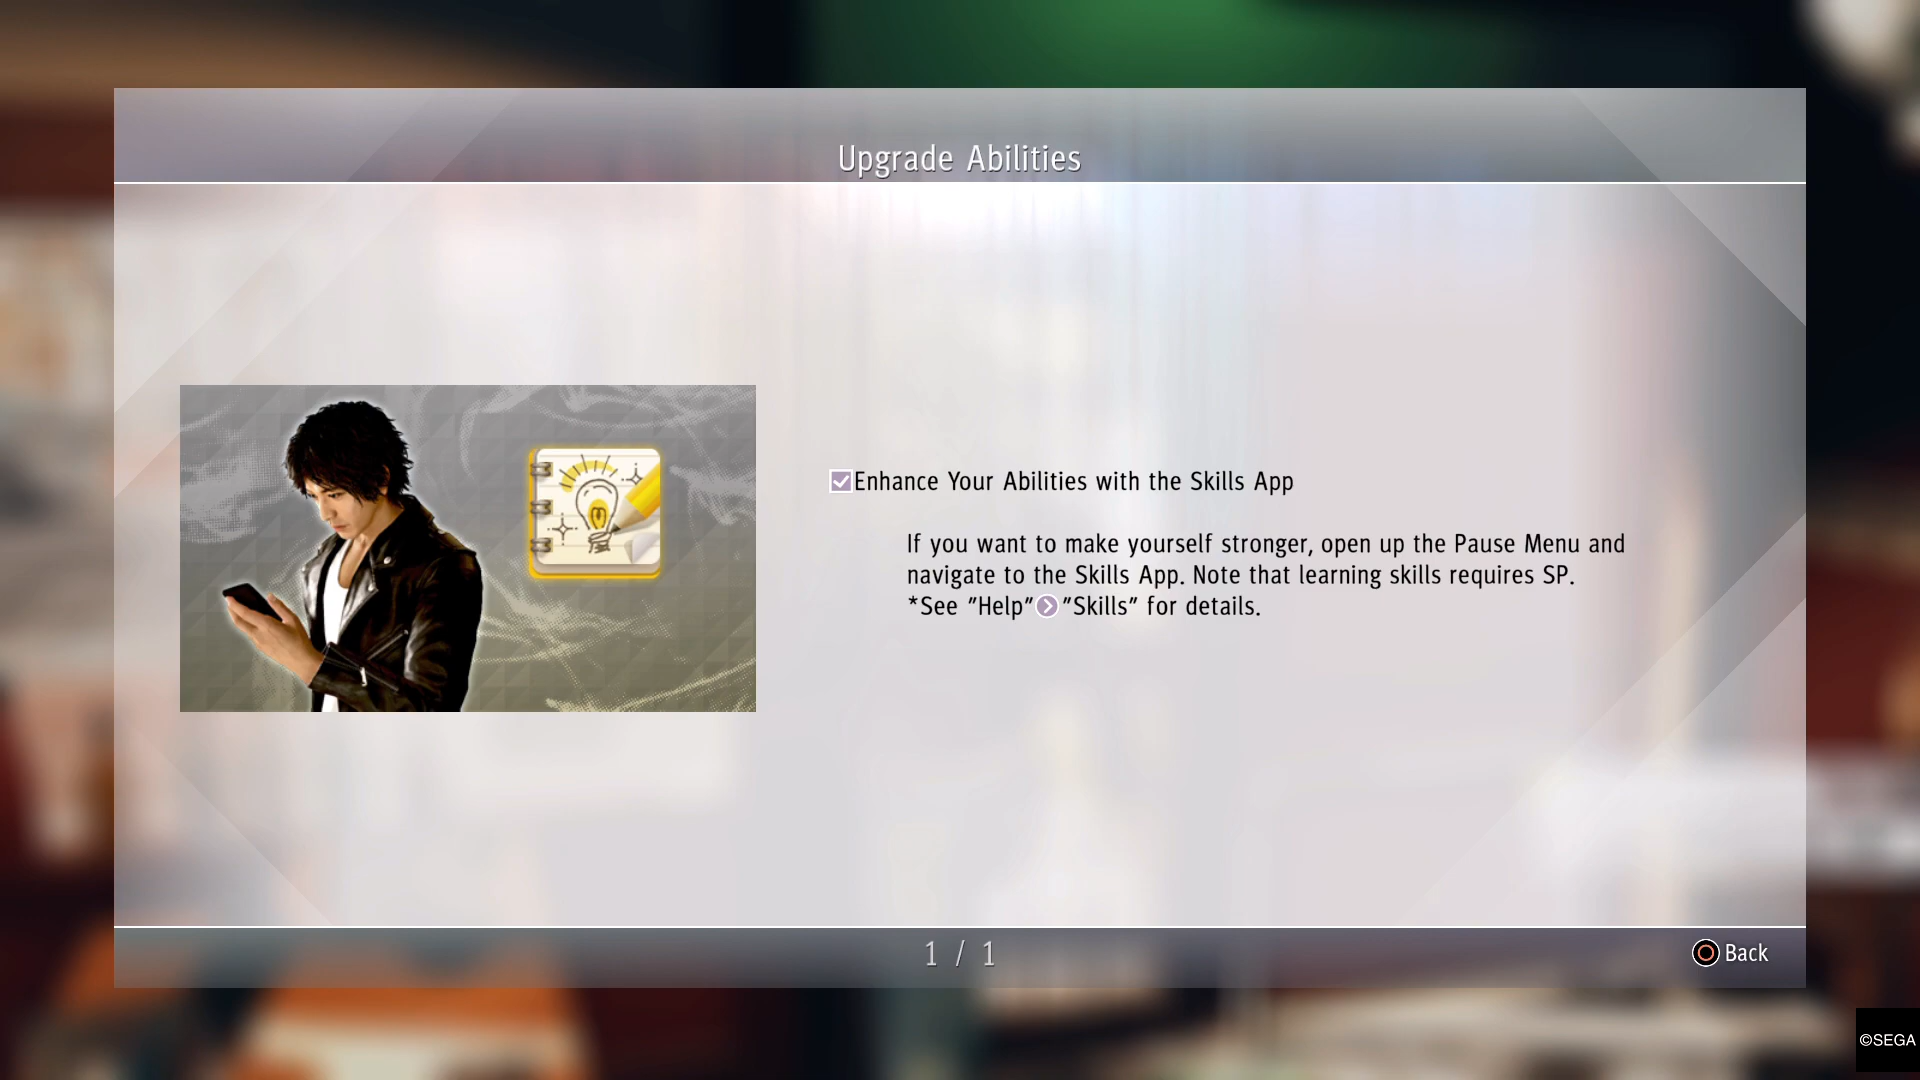 Upgrade Abilities
Enhance Your Abilities with the Skills App
If you want to make yourself stronger, open up the Pause Menu and
navigate to the Skills App. Note that learning skills requires SP.
*See "Help" "Skills" for details.
1 / 1
Back
©SEGA